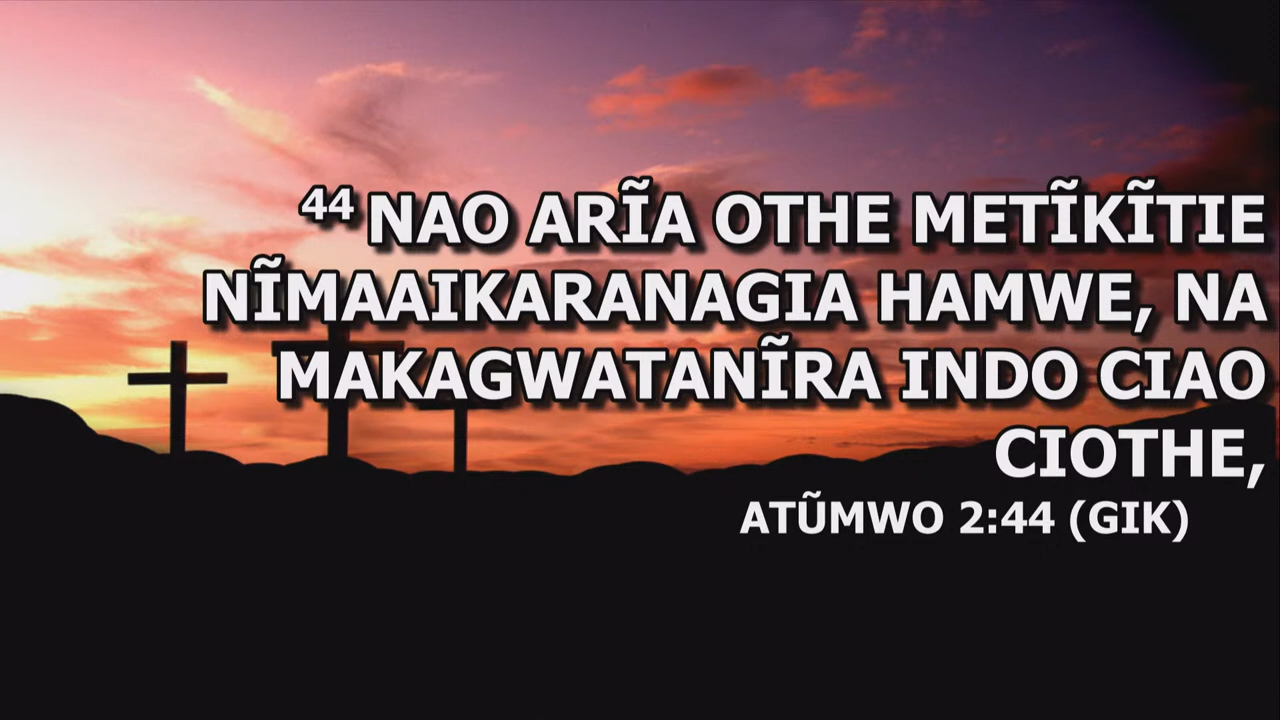 44 NAO ARĨA OTHE METĨKĨTIE
NĨMAAIKARANAGIA HAMWE, NA
MAKAGWATANĨRA INDO CIAO
CIOTHE,
ATŨMWO 2:44 (GIK)